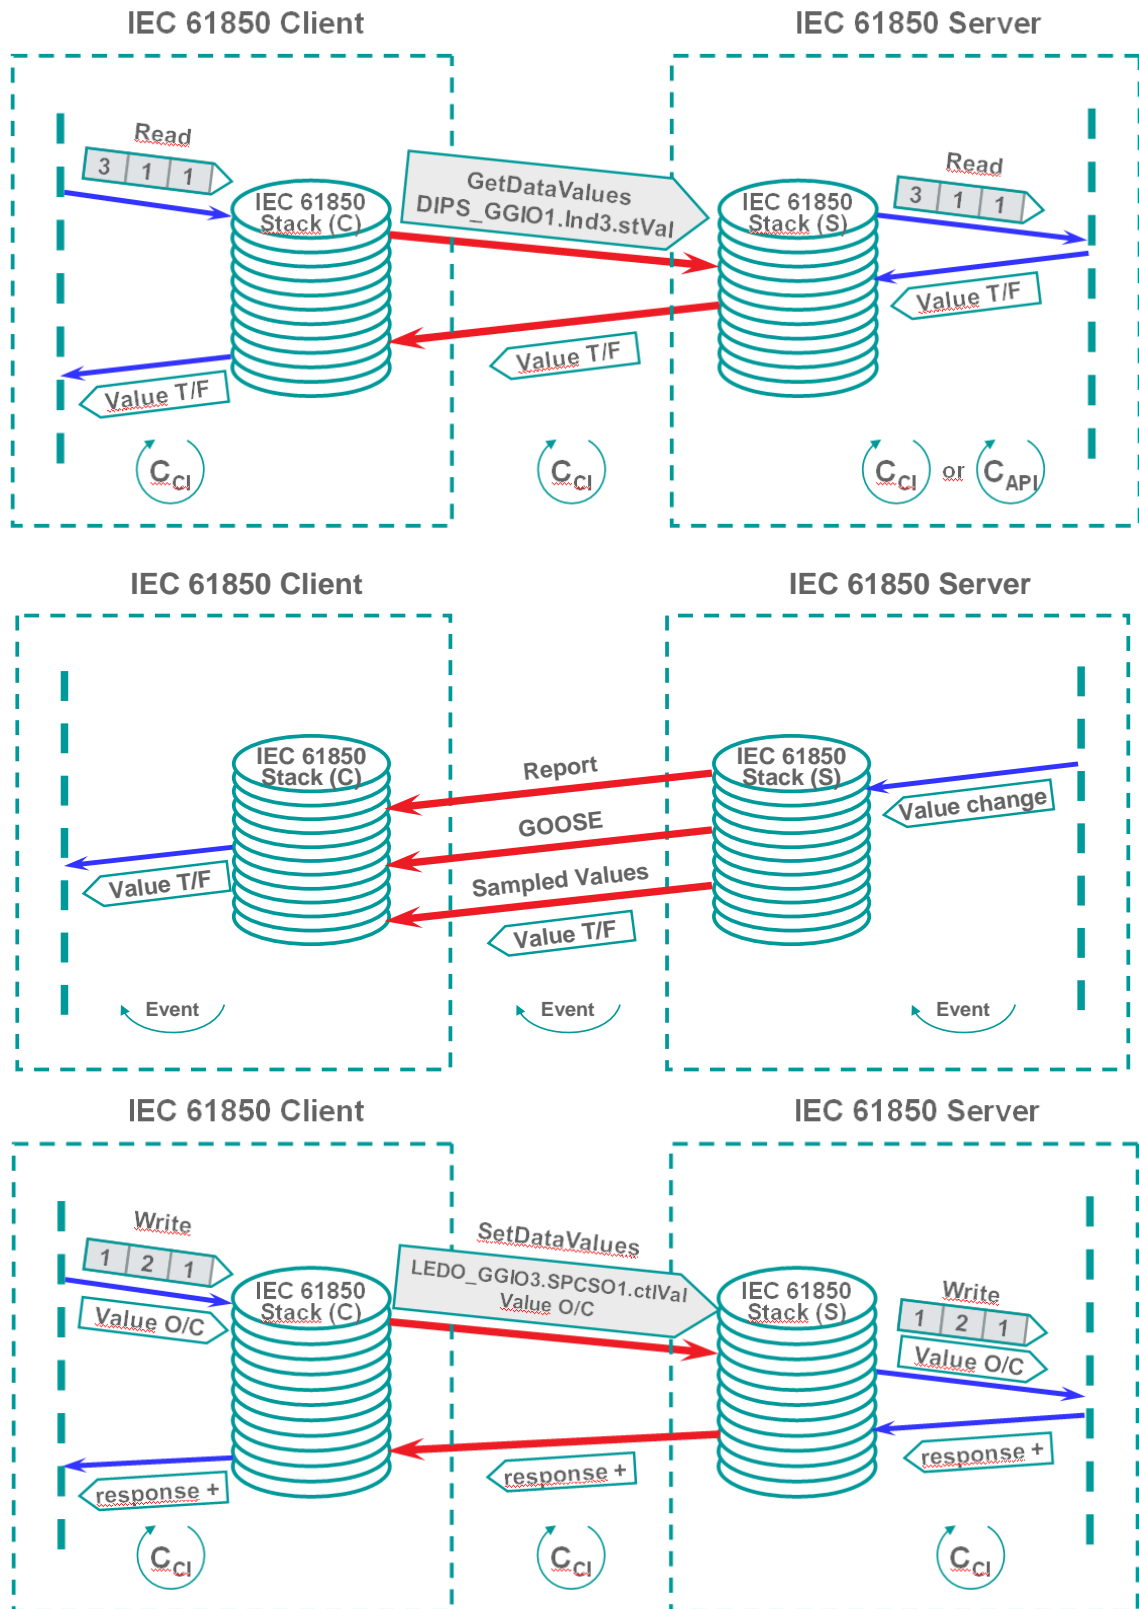 IEC 61850 Client
IEC 61850 Server
Read
3 1 1
IEC 61850
Stack (C)
GetDataValues
DIPS_GGIO1.Ind3.stVal
IEC 61850
Stack (S)
Read
3 1 1
Value T/F
Value T/F
Value T/F
CCI
CCI
CCI or CAPI
IEC 61850 Client
IEC 61850 Server
IEC 61850
Stack (C)
Report
GOOSE
Sampled Values
Value T/F
IEC 61850
Stack (S)
Value change
Value T/F
Event
Event
Event
IEC 61850 Client
IEC 61850 Server
Write
1 2 1
Value O/C
IEC 61850
Stack (C)
SetDataValues
LEDO_GGIO3.SPCSO1.ctlVal
Value O/C
IEC 61850
Stack (S)
Write
1 2 1
Value O/C
response +
response +
response +
CCI
CCI
CCI